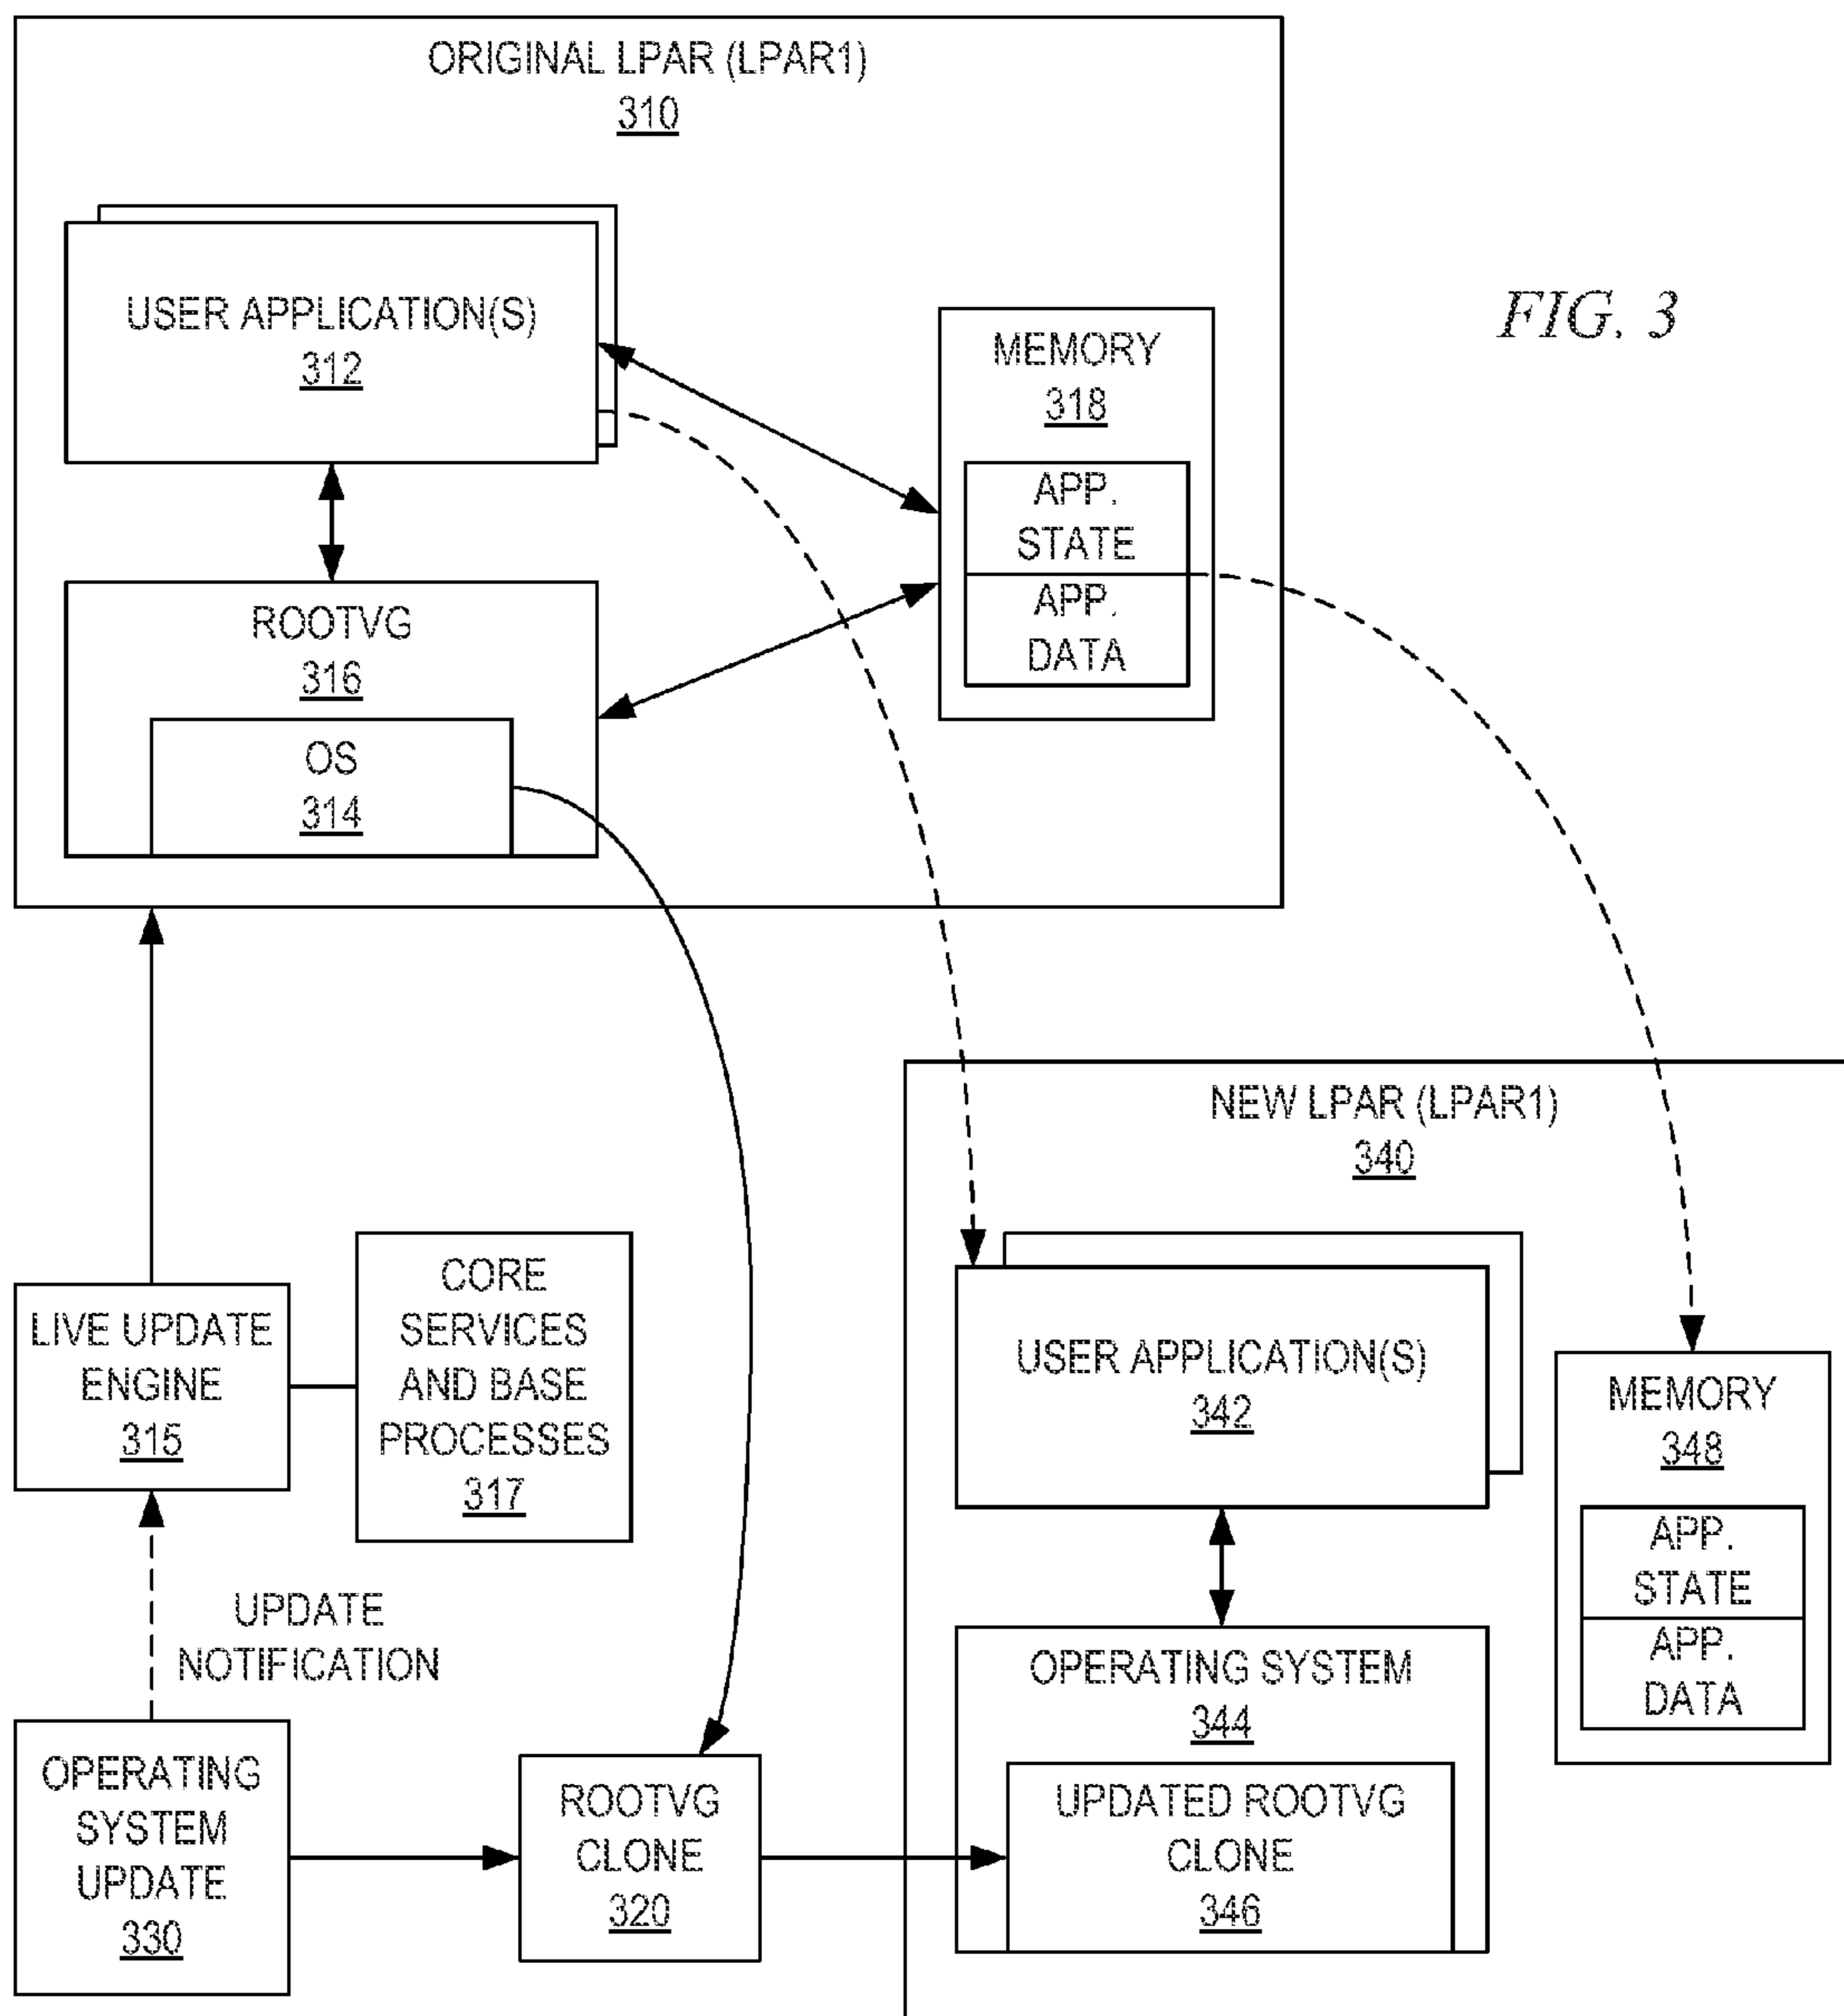 ORIGINAL LPAR (LPAR1)
310
USER APPLICATION(S)
312
FIG. 3
MEMORY
318
APP.
STATE
APP.
DATA
ROOTVG
316
OS
314
NEW LPAR (LPAR1)
340
CORE
SERVICES
AND BASE
PROCESSES
317
LIVE UPDATE
ENGINE
315
USER APPLICATION(S)
342
MEMORY
348
APP.
STATE
APP.
DATA
UPDATE
NOTIFICATION
OPERATING SYSTEM
344
UPDATED ROOTVG
CLONE
346
OPERATING
SYSTEM
UPDATE
330
ROOTVG
CLONE
320